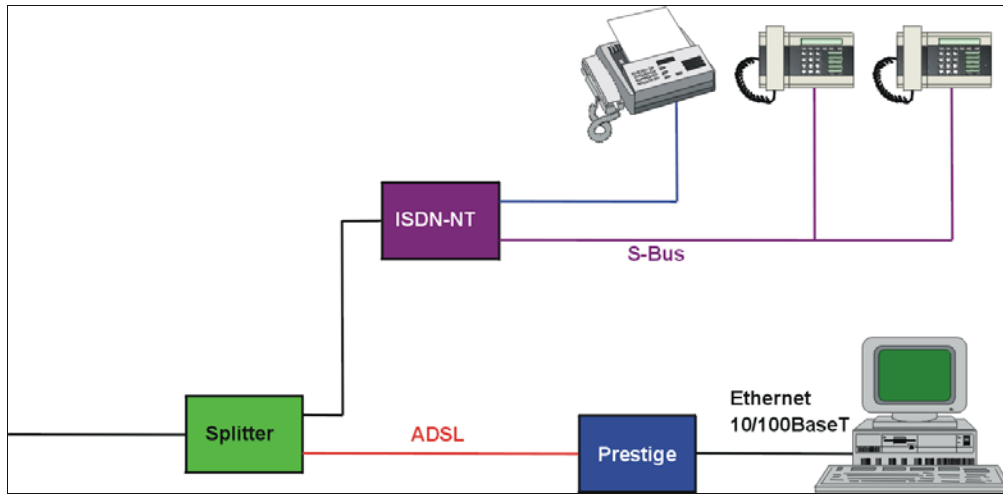 ISDN-NT
S-Bus
Splitter
ADSL
Prestige
Ethernet
10/100BaseT